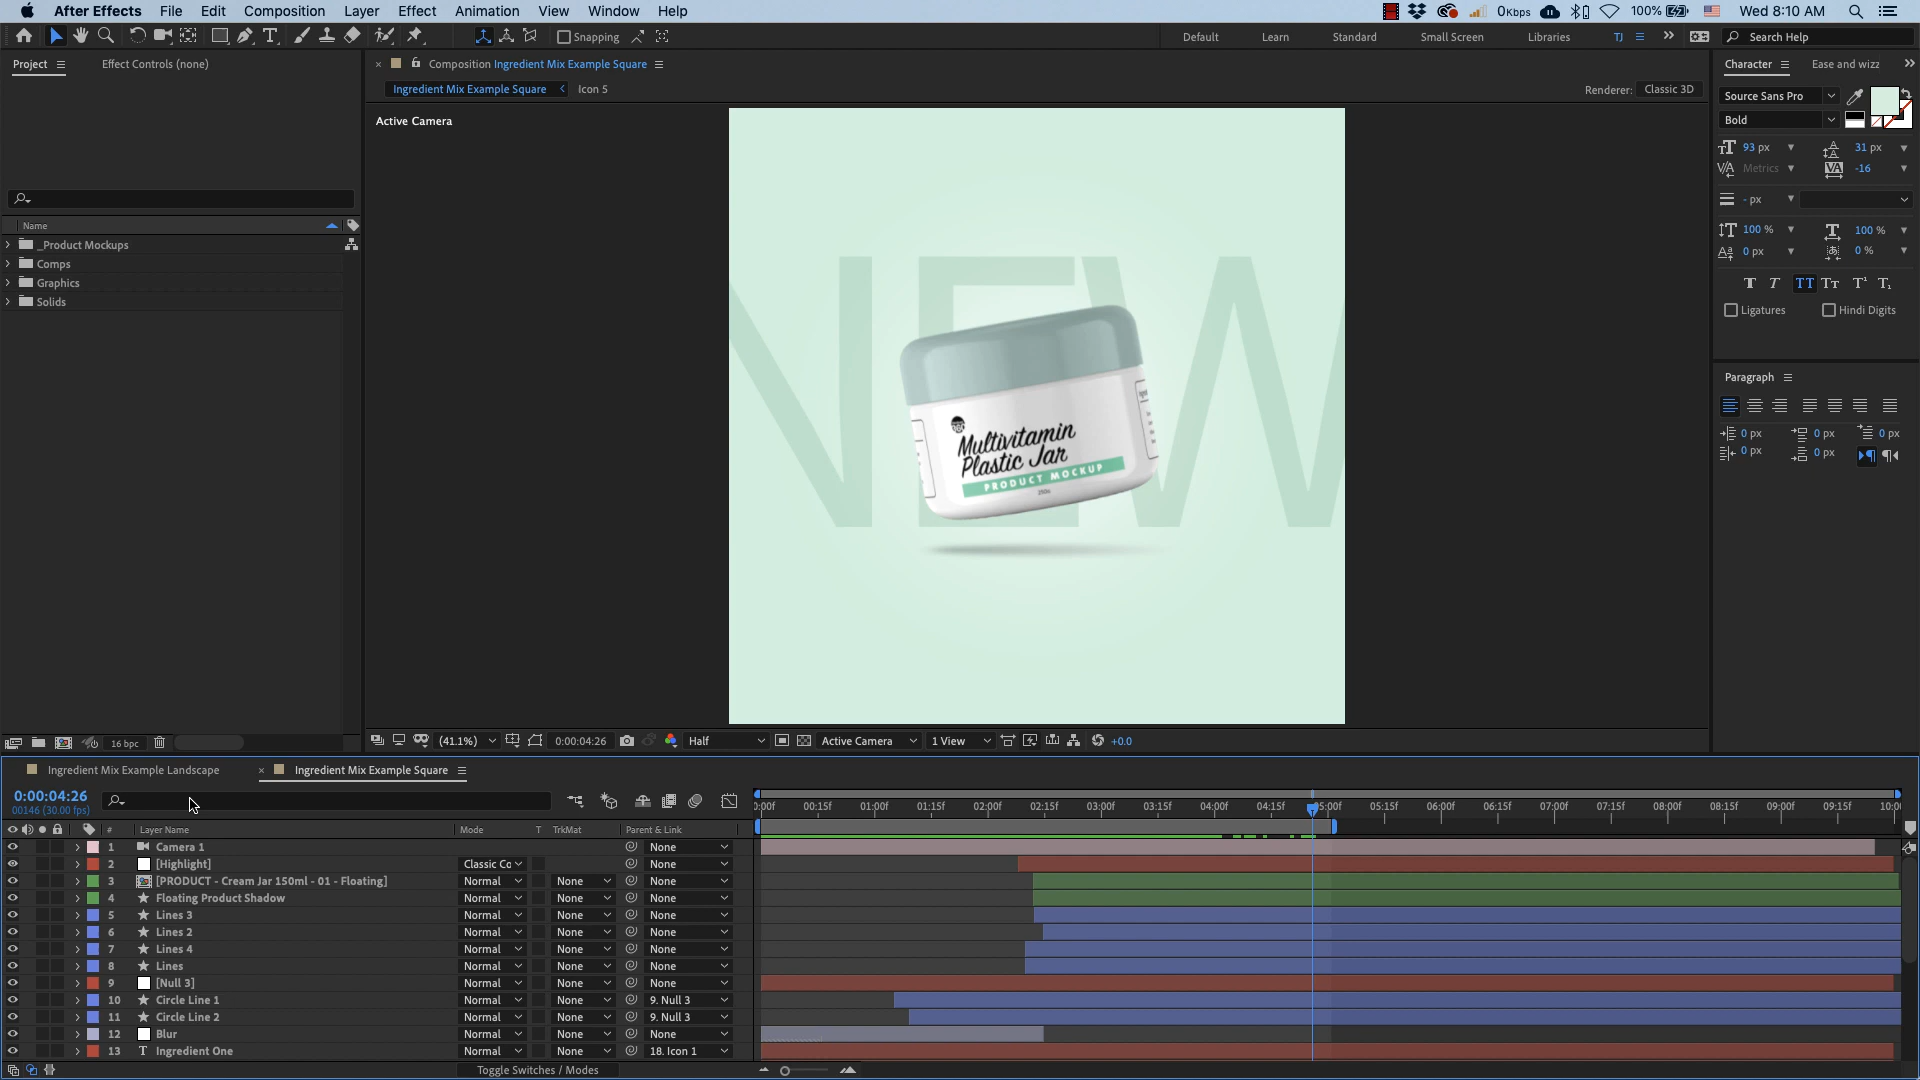 After Effects File Edit Composition Layer Effect Animation View Window Help
0Kbps 100% Wed 8:10 AM
Snapping
Default Learn Standard Small Screen Libraries TJ Search Help
Project Effect Controls (none)
Composition Ingredient Mix Example Square
Ingredient Mix Example Square Icon 5
Renderer: Classic 3D
Active Camera
Name
_Product Mockups
Comps
Graphics
Solids
16 bpc
NEW
Multivitamin
Plastic Jar
PRODUCT MOCKUP
(41.1%) 0:00:04:26 Half Active Camera 1 View +0.0
Character Ease and wizz
Source Sans Pro
Bold
93 px 31 px
Metrics -16
- px
100 % 100 %
0 px 0 %
T T TT Tt T¹ T₁
Ligatures Hindi Digits
Paragraph
0 px 0 px 0 px
0 px 0 px
Ingredient Mix Example Landscape Ingredient Mix Example Square
0:00:04:26
00146 (30.00 fps)
:00f 00:15f 01:00f 01:15f 02:00f 02:15f 03:00f 03:15f 04:00f 04:15f 05:00f 05:15f 06:00f 06:15f 07:00f 07:15f 08:00f 08:15f 09:00f 09:15f 10:0
# Layer Name Mode T TrkMat Parent & Link
1 Camera 1 None
2 [Highlight] Classic Cc None
3 [PRODUCT - Cream Jar 150ml - 01 - Floating] Normal None None
4 Floating Product Shadow Normal None None
5 Lines 3 Normal None None
6 Lines 2 Normal None None
7 Lines 4 Normal None None
8 Lines Normal None None
9 [Null 3] Normal None None
10 Circle Line 1 Normal None 9. Null 3
11 Circle Line 2 Normal None 9. Null 3
12 Blur Normal None None
13 Ingredient One Normal None 18. Icon 1
Toggle Switches / Modes